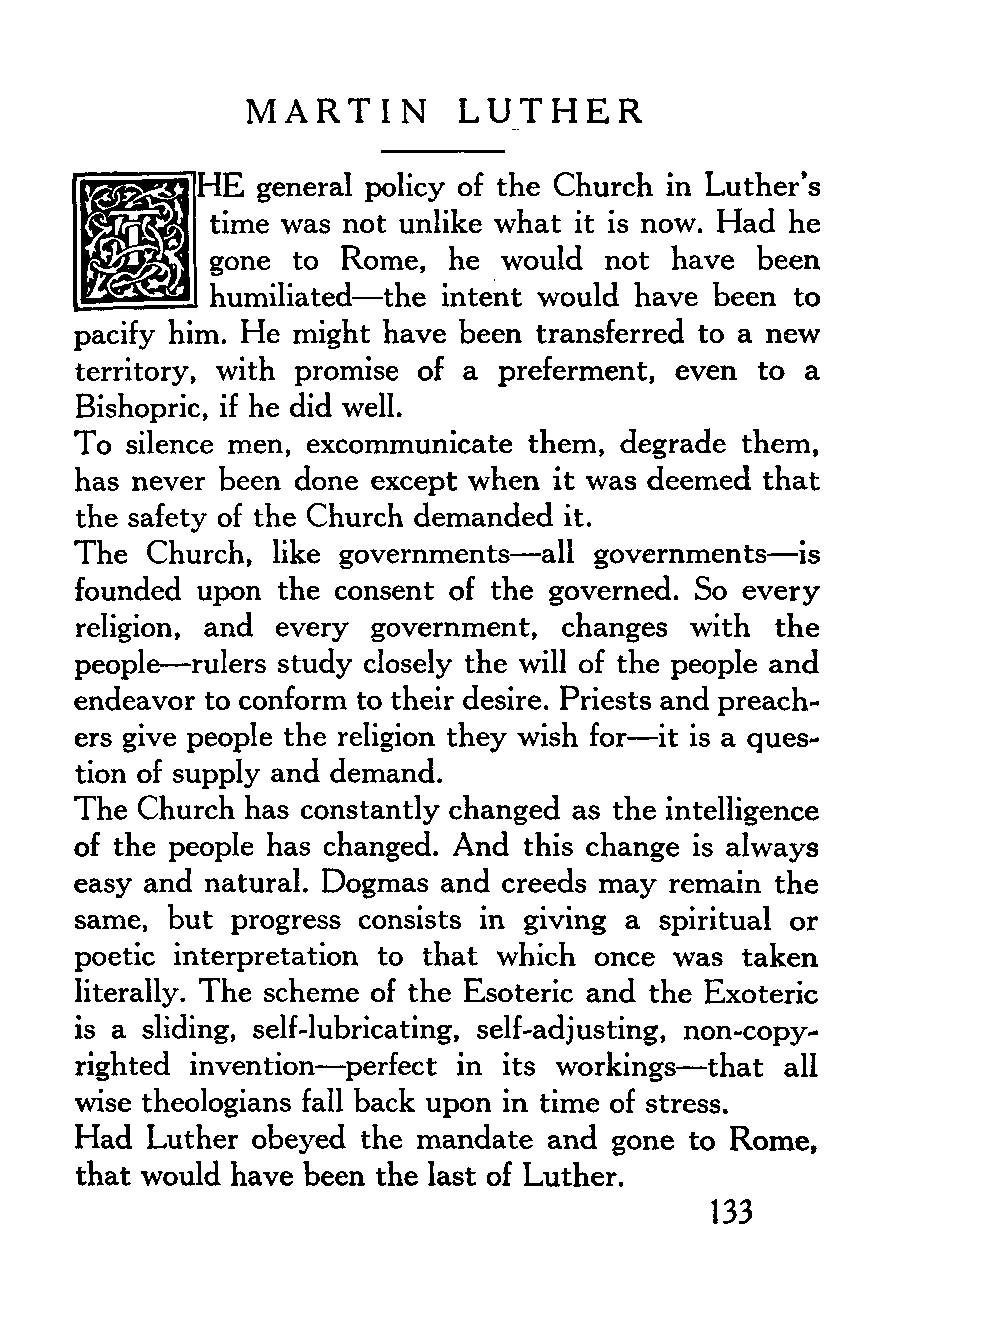 MARTIN LUTHER
THE general policy of the Church in Luther's
time was not unlike what it is now. Had he
gone to Rome, he would not have been
humiliated—the intent would have been to
pacify him. He might have been transferred to a new
territory, with promise of a preferment, even to a
Bishopric, if he did well.
To silence men, excommunicate them, degrade them,
has never been done except when it was deemed that
the safety of the Church demanded it.
The Church, like governments—all governments—is
founded upon the consent of the governed. So every
religion, and every government, changes with the
people—rulers study closely the will of the people and
endeavor to conform to their desire. Priests and preach-
ers give people the religion they wish for—it is a ques-
tion of supply and demand.
The Church has constantly changed as the intelligence
of the people has changed. And this change is always
easy and natural. Dogmas and creeds may remain the
same, but progress consists in giving a spiritual or
poetic interpretation to that which once was taken
literally. The scheme of the Esoteric and the Exoteric
is a sliding, self-lubricating, self-adjusting, non-copy-
righted invention—perfect in its workings—that all
wise theologians fall back upon in time of stress.
Had Luther obeyed the mandate and gone to Rome,
that would have been the last of Luther.
133